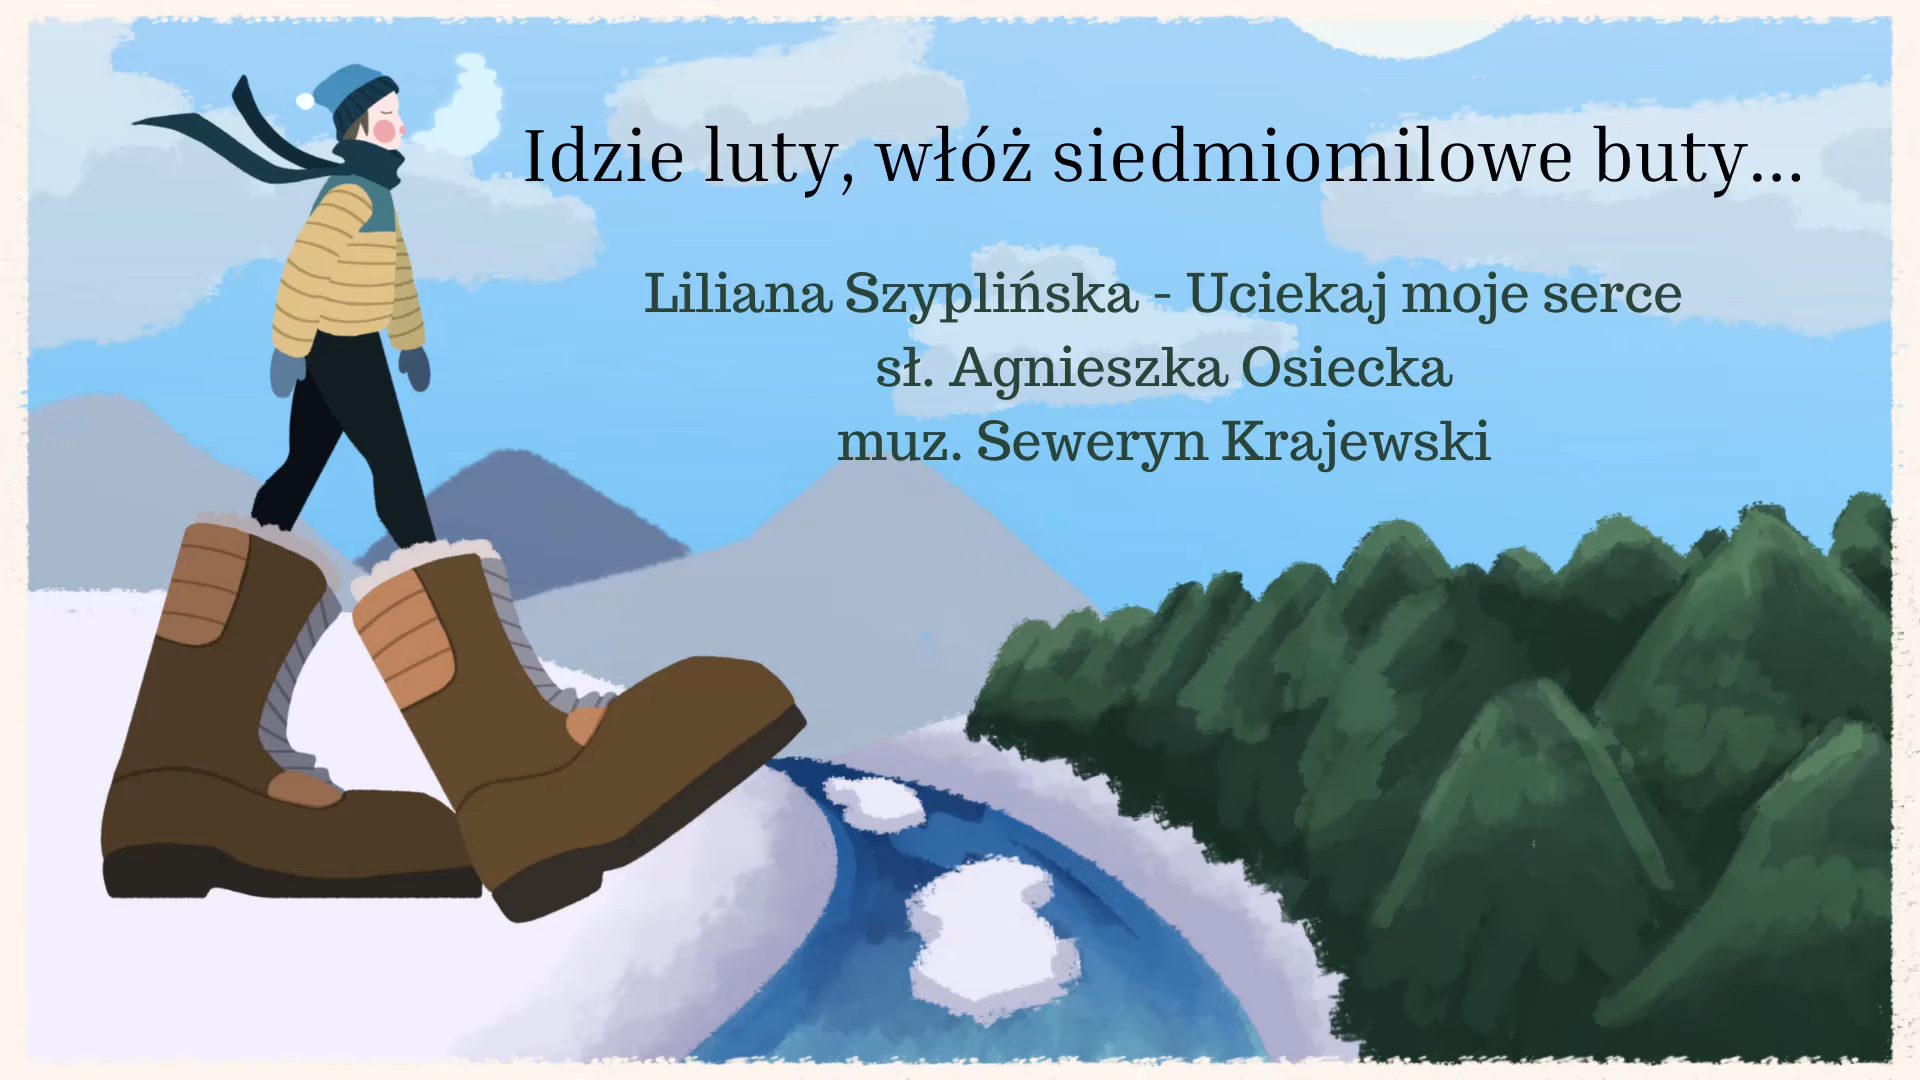 Idzie luty, włóż siedmiomilowe buty...
Liliana Szyplińska - Uciekaj moje serce
sł. Agnieszka Osiecka
muz. Seweryn Krajewski